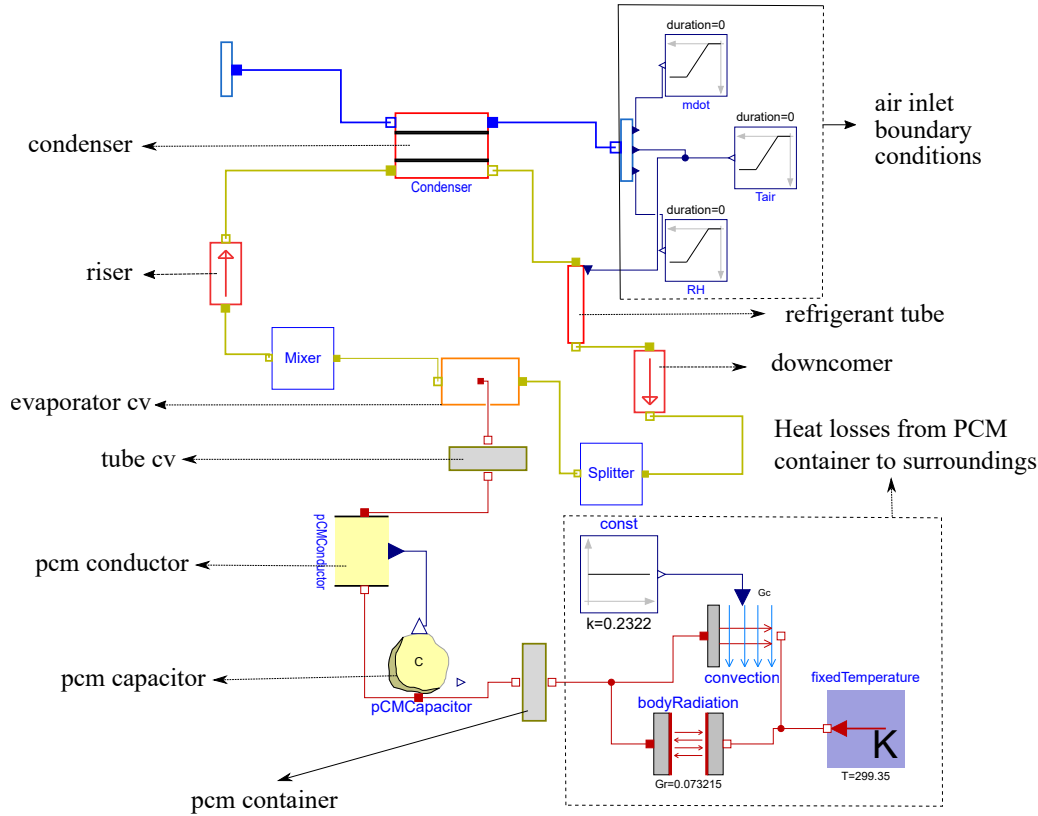 duration=0
mdot
air inlet
boundary
conditions
duration=0
Tair
condenser
Condenser
duration=0
RH
riser
refrigerant tube
Mixer
downcomer
evaporator cv
Heat losses from PCM
container to surroundings
tube cv
Splitter
const
pCMConductor
pcm conductor
k=0.2322
Gc
C
pcm capacitor
pCMCapacitor
convection
fixedTemperature
bodyRadiation
K
Gr=0.073215
T=299.35
pcm container